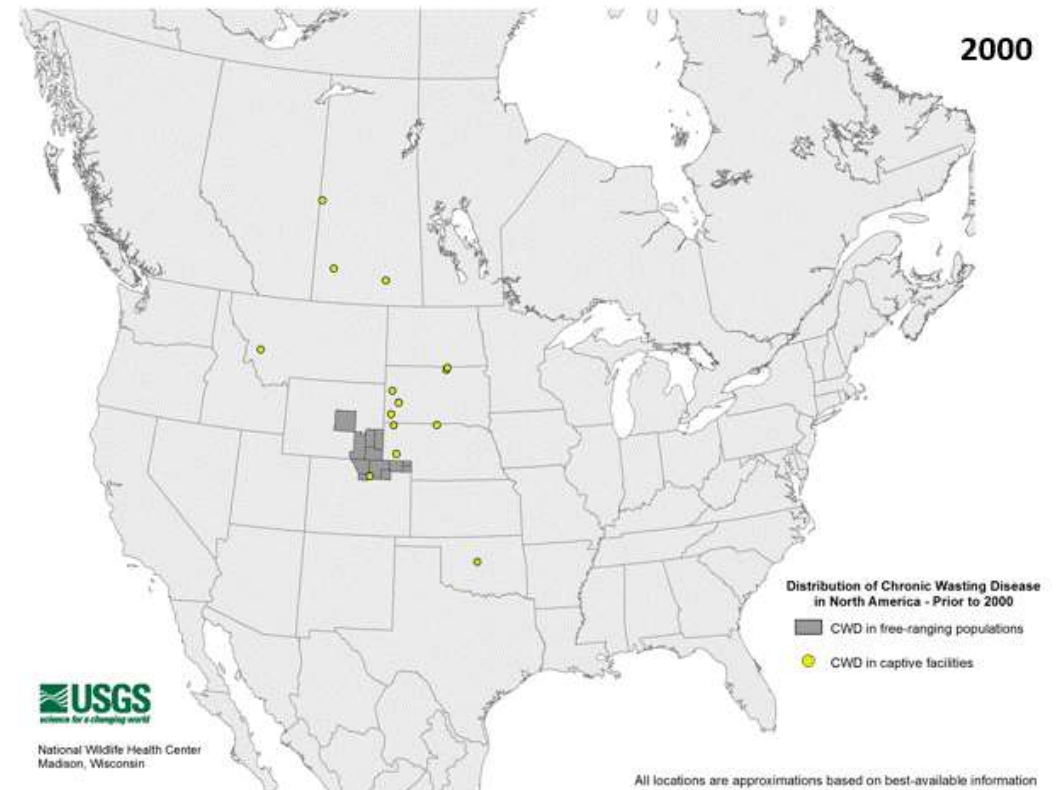 2000
Distribution of Chronic Wasting Disease
in North America - Prior to 2000
CWD in free-ranging populations
CWD in captive facilities
USGS
science for a changing world
National Wildlife Health Center
Madison, Wisconsin
All locations are approximations based on best-available information